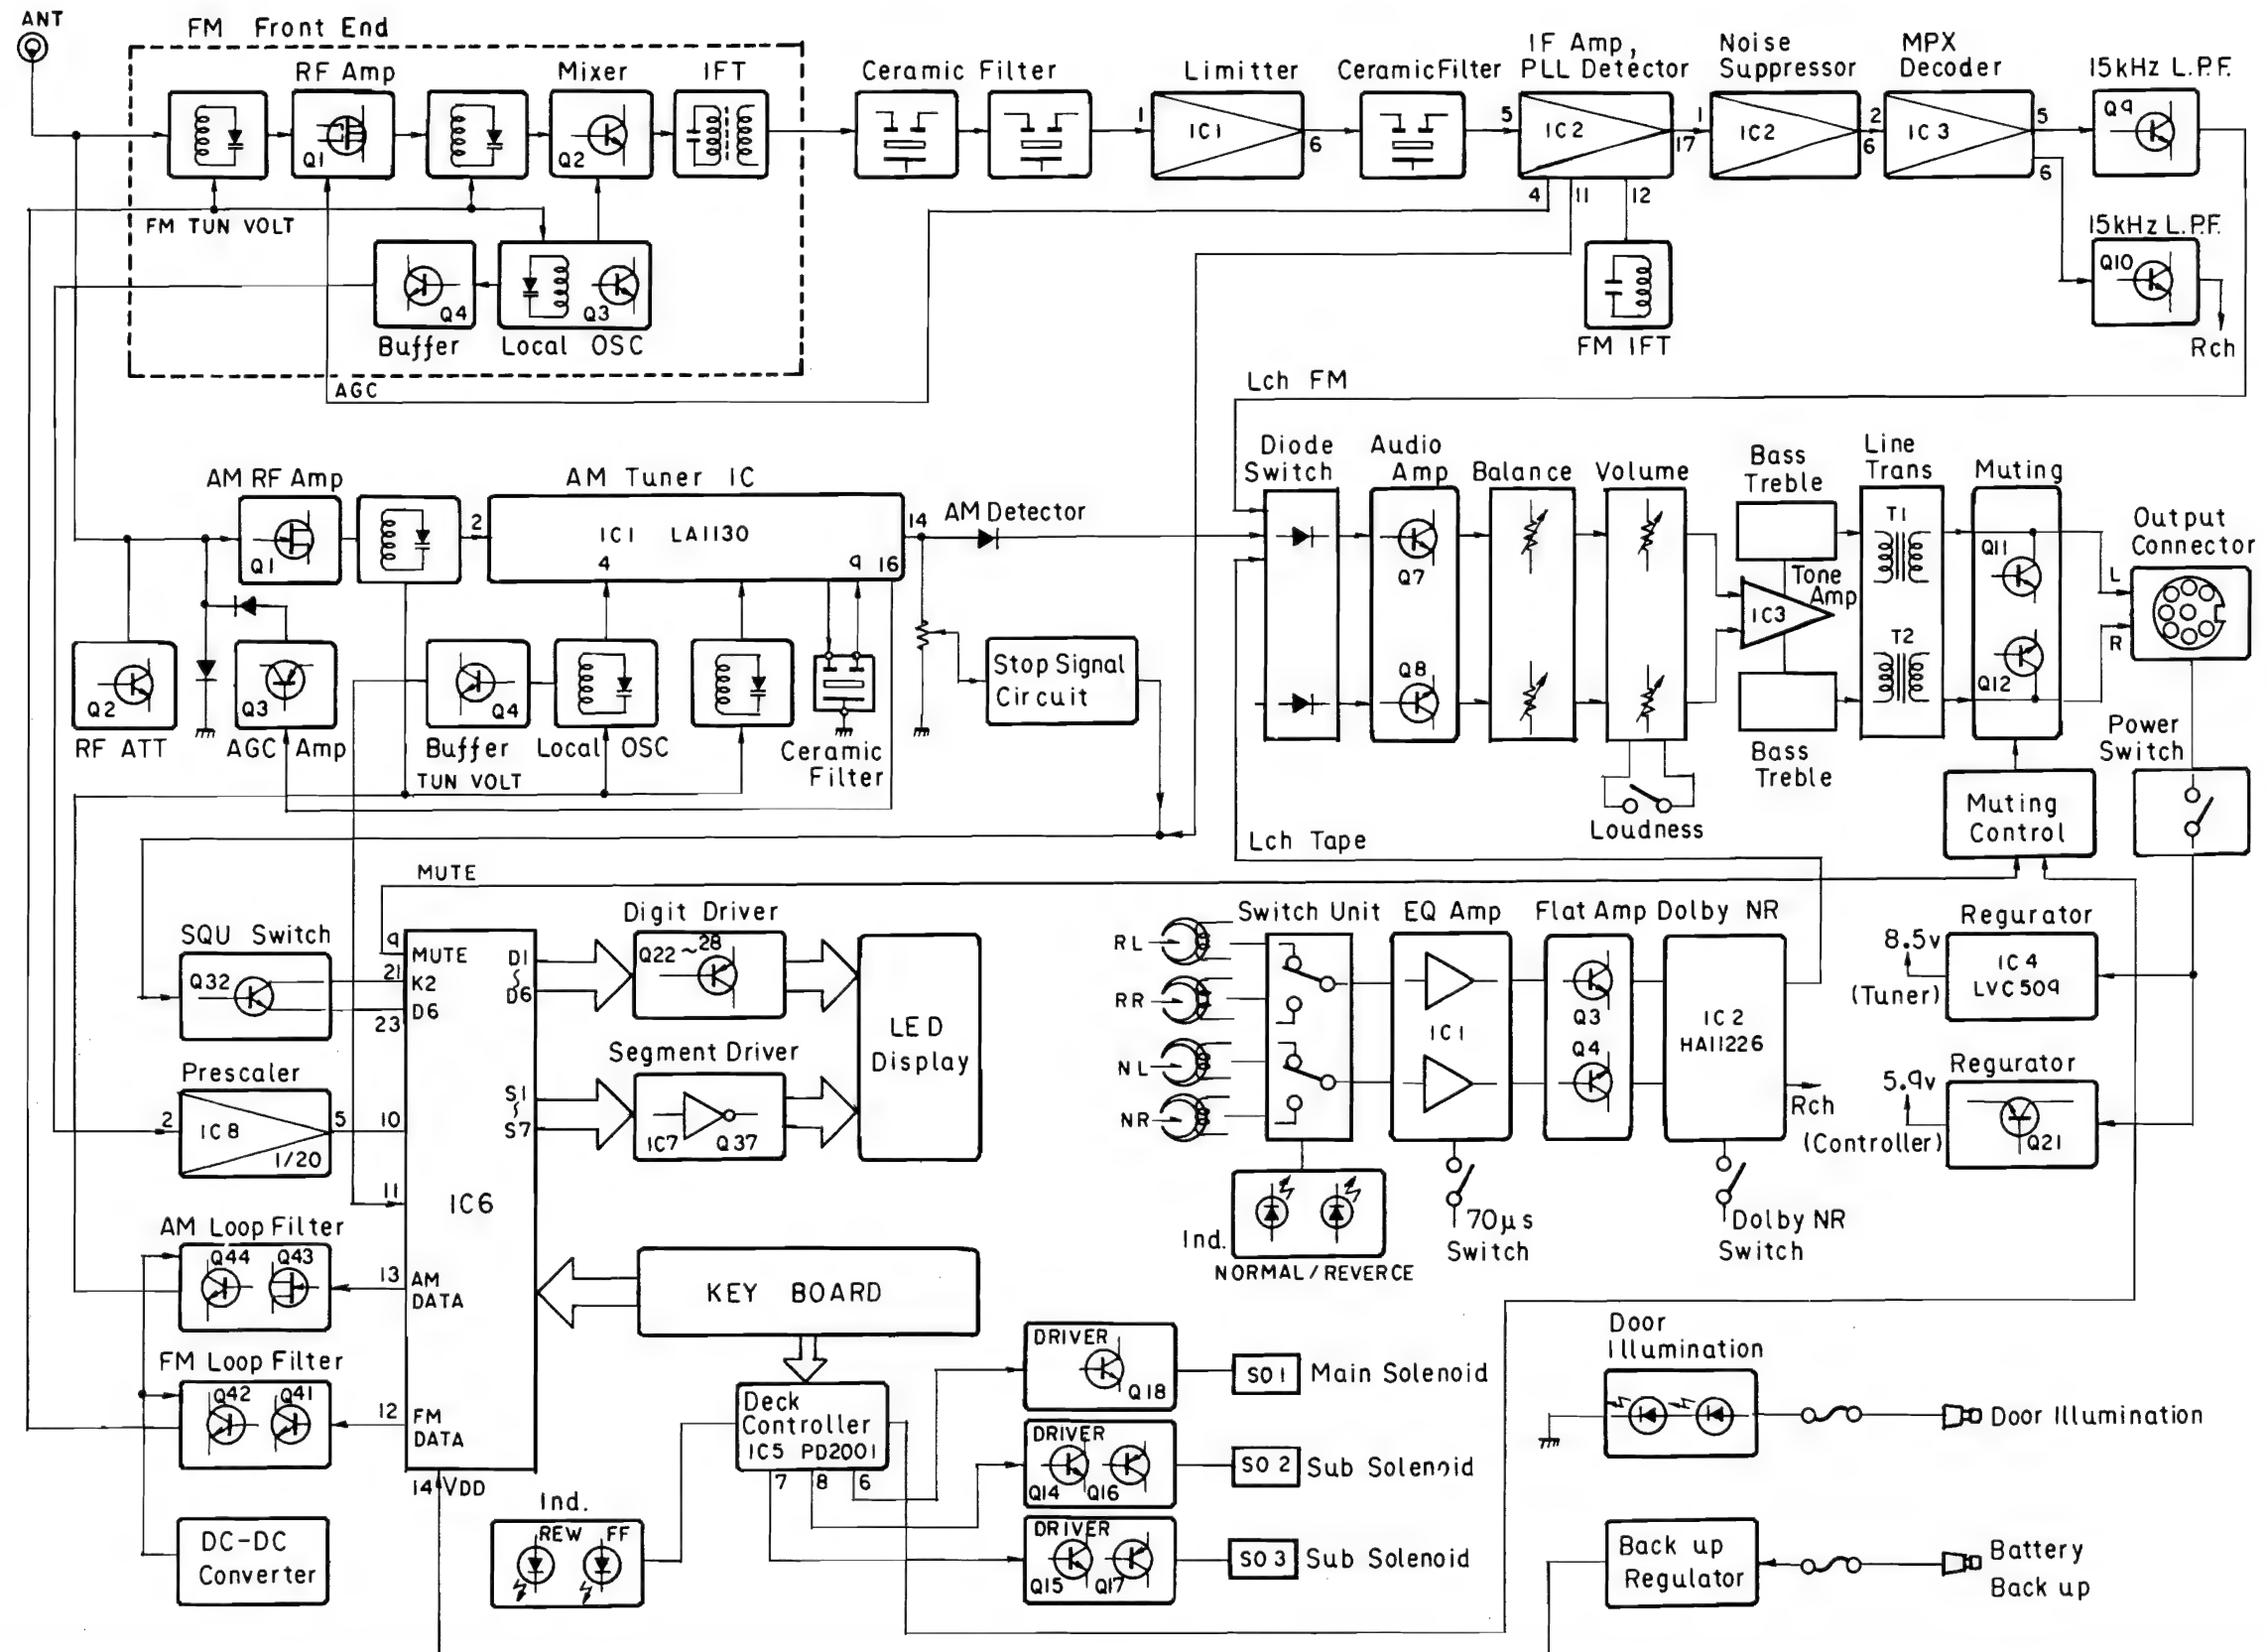 ANT
FM Front End
RF Amp
Mixer
IFT
Ceramic Filter
Limitter
Ceramic Filter
IF Amp,
PLL Detector
Noise
Suppressor
MPX
Decoder
15kHz L.P.F.
Q1
Q2
1
IC1
6
5
IC2
17
1
IC2
2
6
IC3
5
6
Q9
4
11
12
FM TUN VOLT
Q4
Q3
Buffer
Local OSC
AGC
FM IFT
15kHz L.P.F.
Q10
Rch
Lch FM
AM RF Amp
AM Tuner IC
Q1
2
IC1 LA1130
4
9
16
14
AM Detector
Diode
Switch
Audio
Amp
Balance
Volume
Bass
Treble
Line
Trans
Muting
Output
Connector
Q7
Q8
Tone
Amp
IC3
T1
T2
Q11
Q12
L
R
Q2
RF ATT
Q3
AGC Amp
Q4
Buffer
Local OSC
Ceramic
Filter
Stop Signal
Circuit
TUN VOLT
Bass
Treble
Power
Switch
Loudness
Muting
Control
Lch Tape
MUTE
SQU Switch
Q32
9
21
23
MUTE
K2
D6
D1
~
D6
Digit Driver
Q22~28
LED
Display
Prescaler
2
IC8
1/20
5
10
11
IC6
S1
~
S7
Segment Driver
IC7
Q37
RL
RR
NL
NR
Switch Unit
EQ Amp
Flat Amp
Dolby NR
IC1
Q3
Q4
IC2
HA11226
Rch
Regurator
8.5v
(Tuner)
IC4
LVC509
Regurator
5.9v
(Controller)
Q21
Ind.
NORMAL/REVERCE
70μs
Switch
Dolby NR
Switch
AM Loop Filter
Q44
Q43
13
AM
DATA
KEY BOARD
FM Loop Filter
Q42
Q41
12
FM
DATA
14 VDD
DC-DC
Converter
Ind.
REW
FF
Deck
Controller
IC5 PD2001
7
8
6
DRIVER
Q18
SO1
Main Solenoid
DRIVER
Q14
Q16
SO2
Sub Solenoid
DRIVER
Q15
Q17
SO3
Sub Solenoid
Door
Illumination
Door Illumination
Back up
Regulator
Battery
Back up